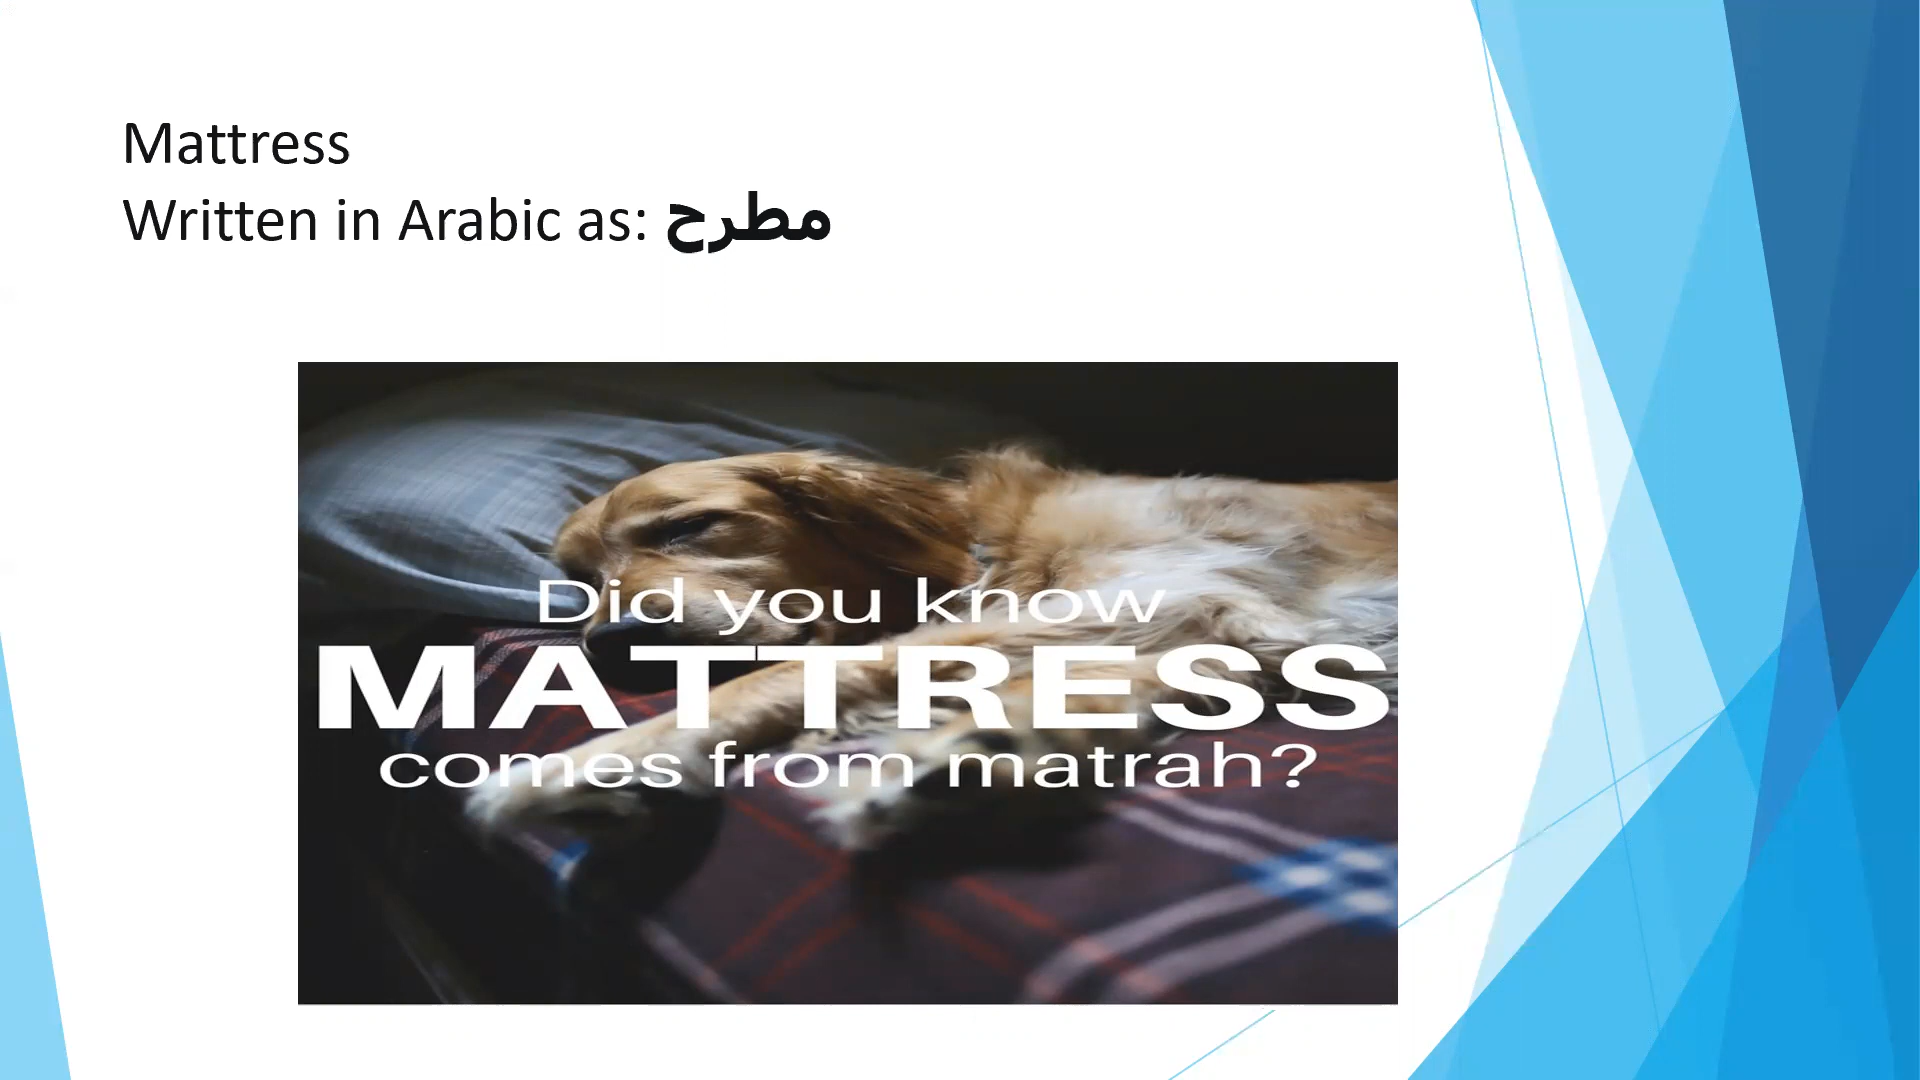 Mattress
Written in Arabic as: مطرح
Did you know
MATTRESS
comes from matrah?